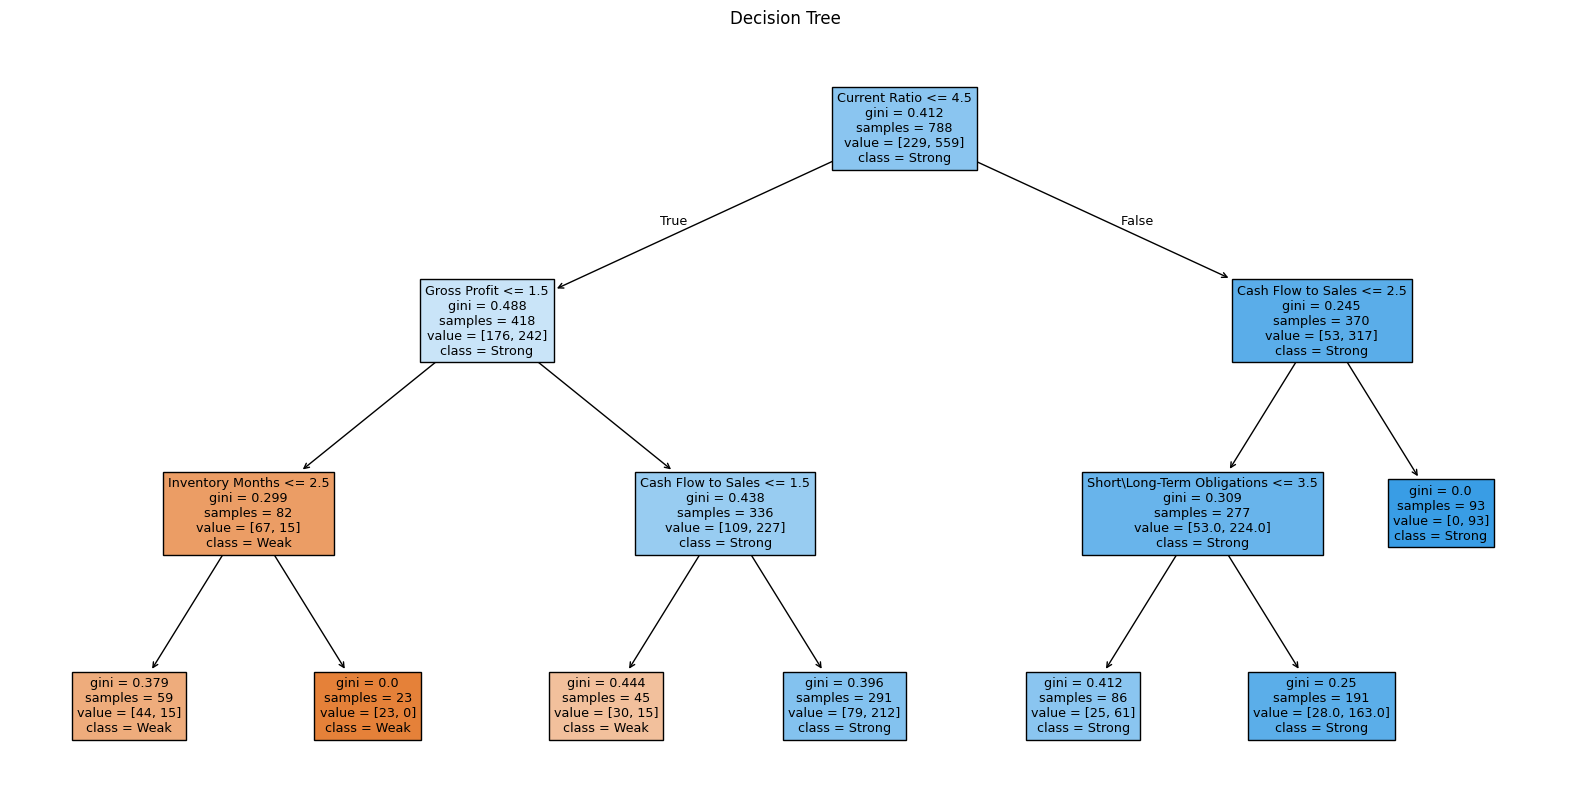 Decision Tree
Current Ratio <= 4.5
gini = 0.412
samples = 788
value = [229, 559]
class = Strong
True
False
Gross Profit <= 1.5
gini = 0.488
samples = 418
value = [176, 242]
class = Strong
Cash Flow to Sales <= 2.5
gini = 0.245
samples = 370
value = [53, 317]
class = Strong
Inventory Months <= 2.5
gini = 0.299
samples = 82
value = [67, 15]
class = Weak
Cash Flow to Sales <= 1.5
gini = 0.438
samples = 336
value = [109, 227]
class = Strong
Short\Long-Term Obligations <= 3.5
gini = 0.309
samples = 277
value = [53.0, 224.0]
class = Strong
gini = 0.0
samples = 93
value = [0, 93]
class = Strong
gini = 0.379
samples = 59
value = [44, 15]
class = Weak
gini = 0.0
samples = 23
value = [23, 0]
class = Weak
gini = 0.444
samples = 45
value = [30, 15]
class = Weak
gini = 0.396
samples = 291
value = [79, 212]
class = Strong
gini = 0.412
samples = 86
value = [25, 61]
class = Strong
gini = 0.25
samples = 191
value = [28.0, 163.0]
class = Strong